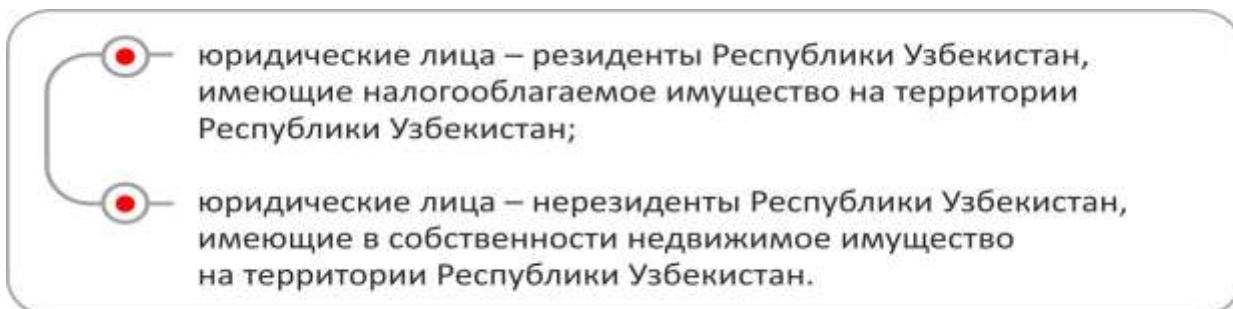 юридические лица – резиденты Республики Узбекистан,
имеющие налогооблагаемое имущество на территории
Республики Узбекистан;
юридические лица – нерезиденты Республики Узбекистан,
имеющие в собственности недвижимое имущество
на территории Республики Узбекистан.